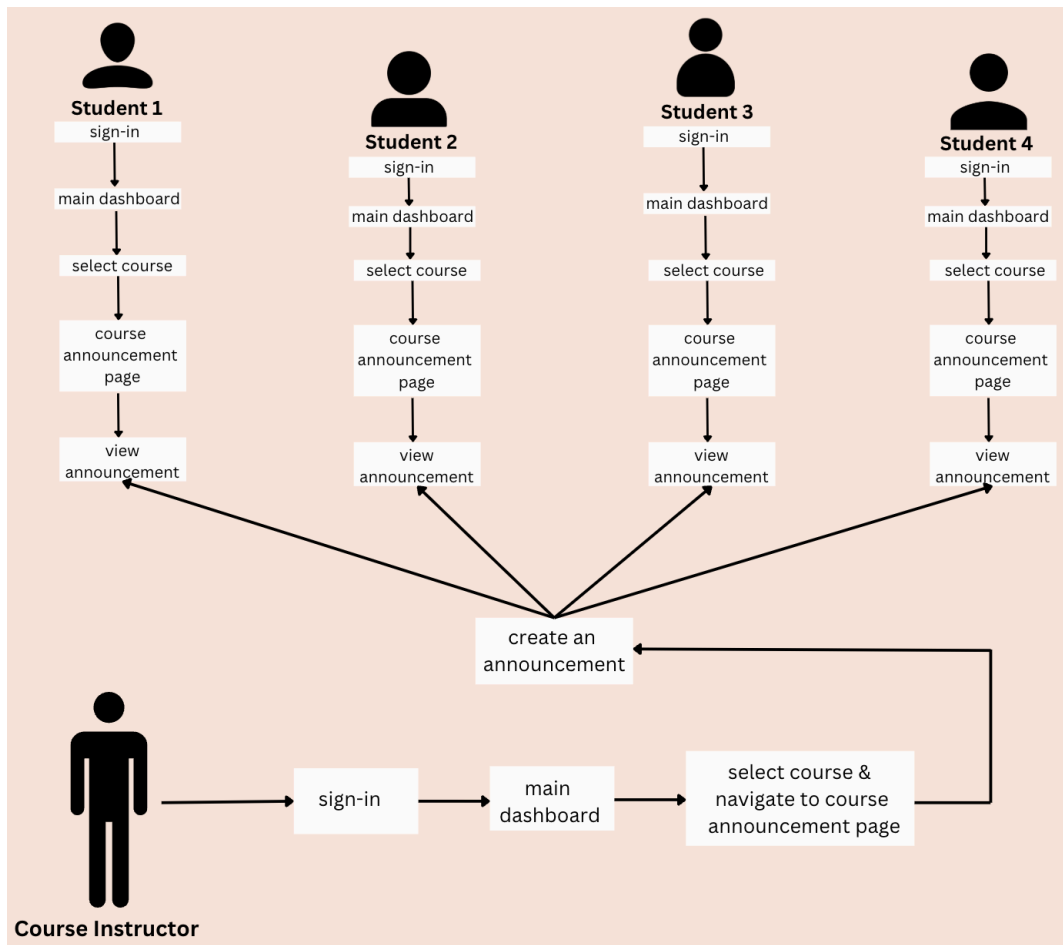 Student 1
sign-in
main dashboard
select course
course
announcement
page
view
announcement
Student 2
sign-in
main dashboard
select course
course
announcement
page
view
announcement
Student 3
sign-in
main dashboard
select course
course
announcement
page
view
announcement
Student 4
sign-in
main dashboard
select course
course
announcement
page
view
announcement
create an
announcement
sign-in
main
dashboard
select course &
navigate to course
announcement page
Course Instructor